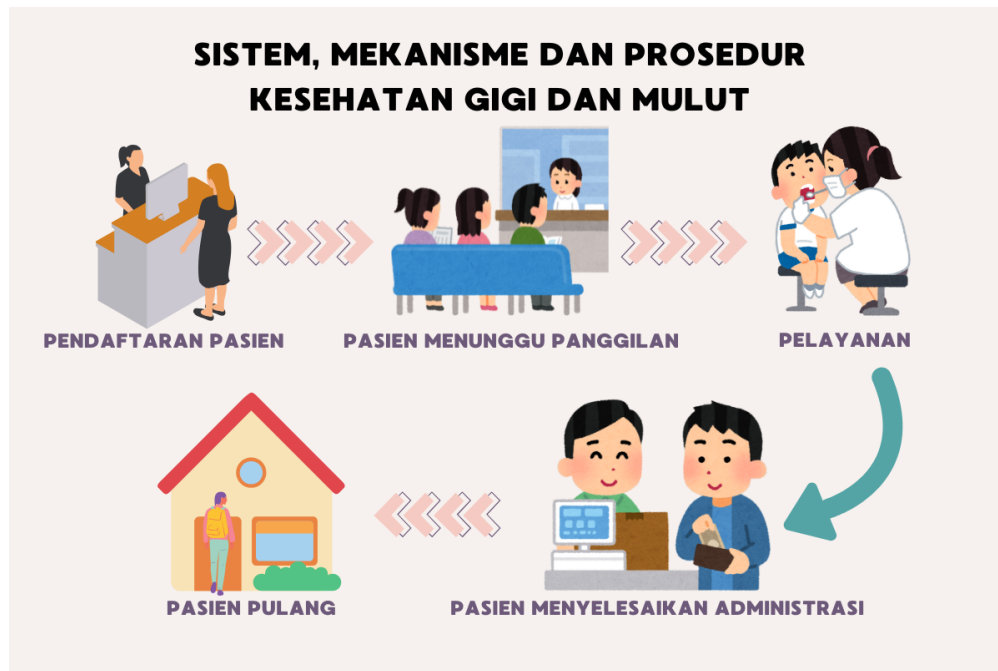 SISTEM, MEKANISME DAN PROSEDUR
KESEHATAN GIGI DAN MULUT
PENDAFTARAN PASIEN
PASIEN MENUNGGU PANGGILAN
PELAYANAN
PASIEN MENYELESAIKAN ADMINISTRASI
PASIEN PULANG